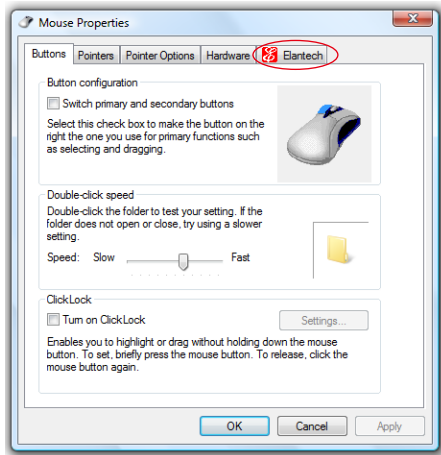 Mouse Properties
Buttons Pointers Pointer Options Hardware Elantech
Button configuration
Switch primary and secondary buttons
Select this check box to make the button on the
right the one you use for primary functions such
as selecting and dragging.
Double-click speed
Double-click the folder to test your setting. If the
folder does not open or close, try using a slower
setting.
Speed: Slow Fast
ClickLock
Turn on ClickLock Settings...
Enables you to highlight or drag without holding down the mouse
button. To set, briefly press the mouse button. To release, click the
mouse button again.
OK Cancel Apply